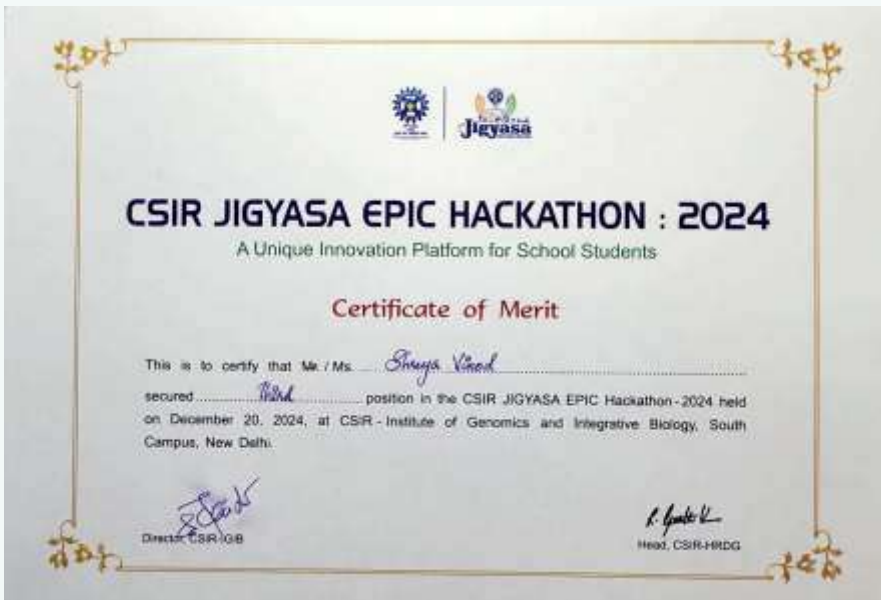 Jigyasa
CSIR JIGYASA EPIC HACKATHON : 2024
A Unique Innovation Platform for School Students
Certificate of Merit
This is to certify that Mr. / Ms. Shreya Vinod
secured Third position in the CSIR JIGYASA EPIC Hackathon - 2024 held
on December 20, 2024, at CSIR - Institute of Genomics and Integrative Biology, South
Campus, New Delhi.
Director, CSIR-IGIB
Head, CSIR-HRDG